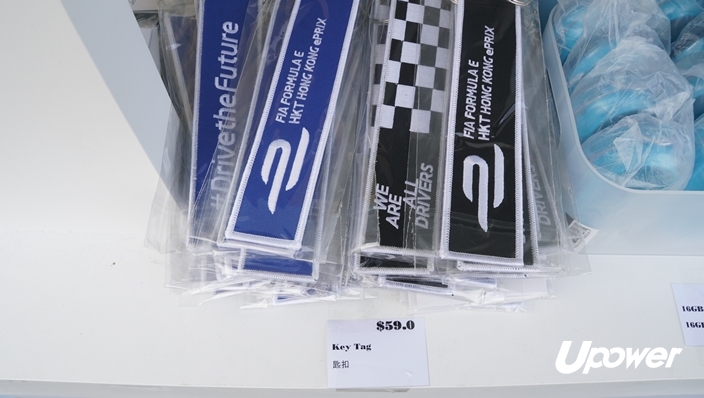 #DrivetheFuture
FIA FORMULA E
HKT HONG KONG ePRIX
WE
ARE
ALL
DRIVERS
FIA FORMULA E
HKT HONG KONG ePRIX
DRIVERS
$59.0
Key Tag
匙扣
16GB
Upower